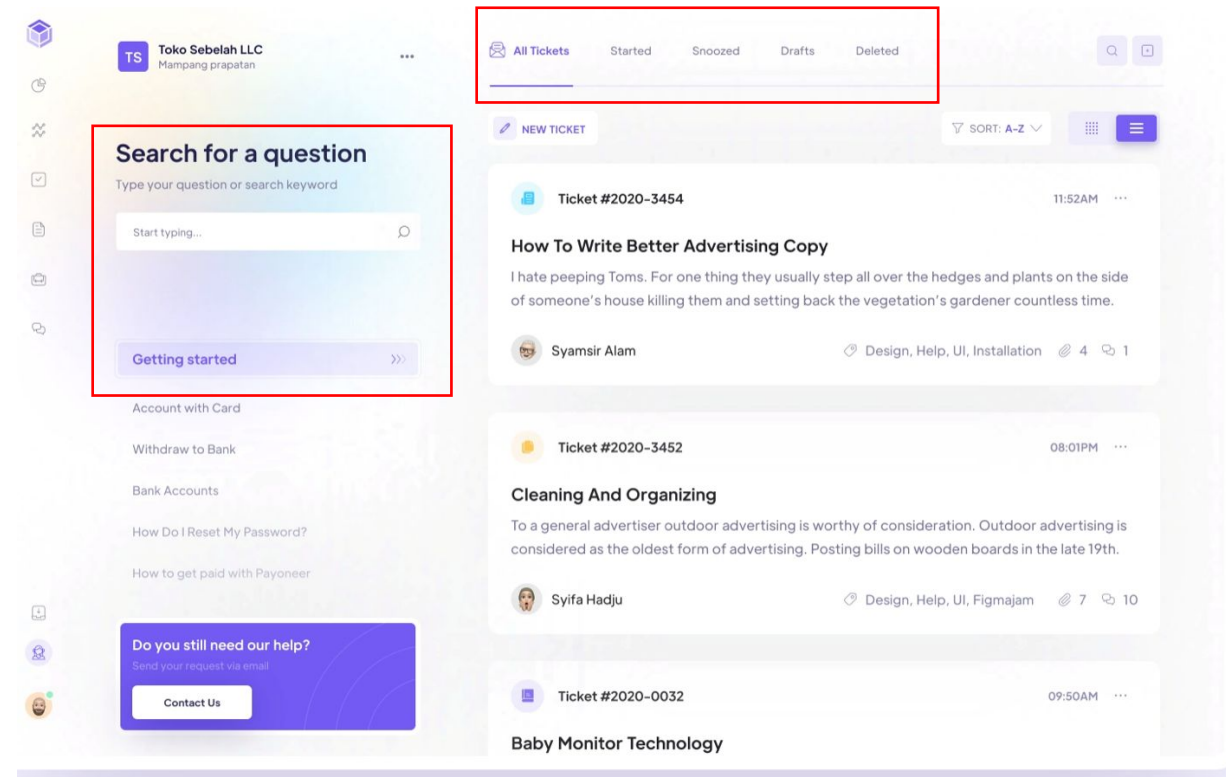 TS
Toko Sebelah LLC
Mampang prapatan
Search for a question
Type your question or search keyword
Start typing...
Getting started
Account with Card
Withdraw to Bank
Bank Accounts
How Do I Reset My Password?
How to get paid with Payoneer
Do you still need our help?
Send your request via email
Contact Us
All Tickets Started Snoozed Drafts Deleted
NEW TICKET SORT: A-Z
Ticket #2020-3454 11:52AM
How To Write Better Advertising Copy
I hate peeping Toms. For one thing they usually step all over the hedges and plants on the side
of someone's house killing them and setting back the vegetation's gardener countless time.
Syamsir Alam Design, Help, UI, Installation 4 1
Ticket #2020-3452 08:01PM
Cleaning And Organizing
To a general advertiser outdoor advertising is worthy of consideration. Outdoor advertising is
considered as the oldest form of advertising. Posting bills on wooden boards in the late 19th.
Syifa Hadju Design, Help, UI, Figmajam 7 10
Ticket #2020-0032 09:50AM
Baby Monitor Technology